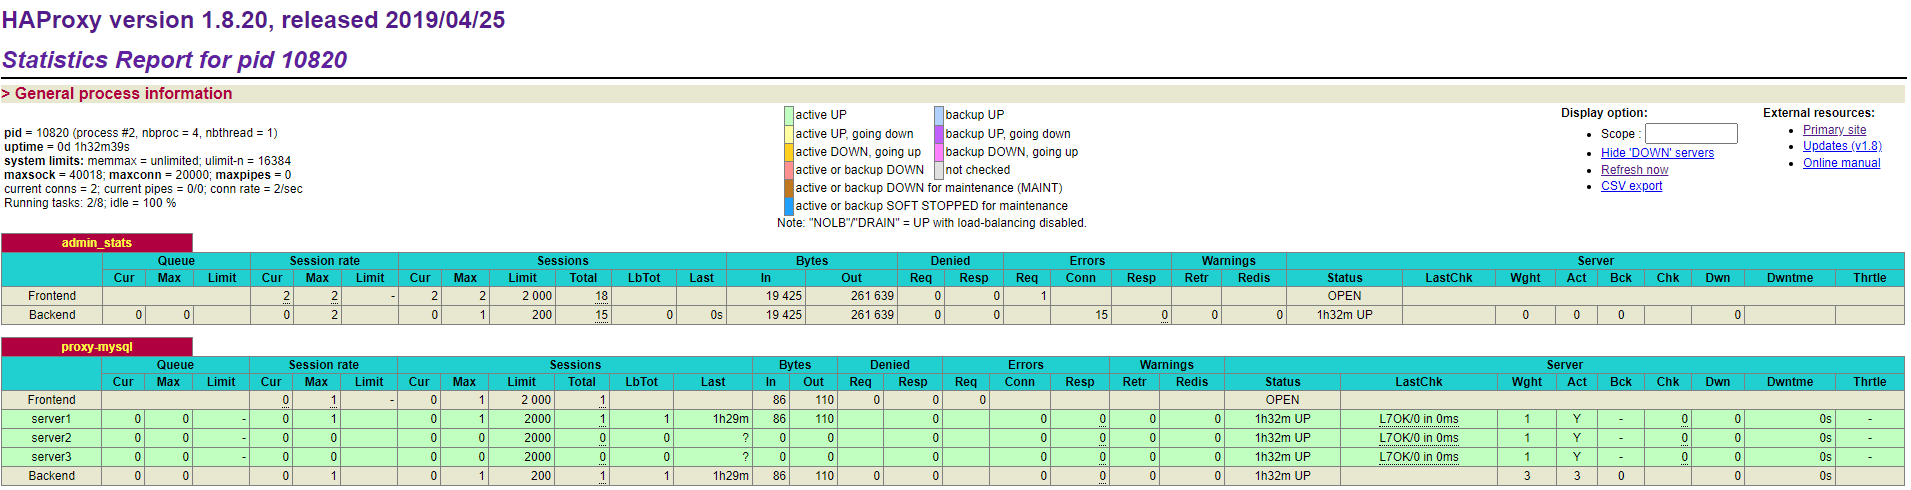 HAProxy version 1.8.20, released 2019/04/25
Statistics Report for pid 10820
> General process information
pid = 10820 (process #2, nbproc = 4, nbthread = 1)
uptime = 0d 1h32m39s
system limits: memmax = unlimited; ulimit-n = 16384
maxsock = 40018; maxconn = 20000; maxpipes = 0
current conns = 2; current pipes = 0/0; conn rate = 2/sec
Running tasks: 2/8; idle = 100 %
active UP backup UP
active UP, going down backup UP, going down
active DOWN, going up backup DOWN, going up
active or backup DOWN not checked
active or backup DOWN for maintenance (MAINT)
active or backup SOFT STOPPED for maintenance
Note: "NOLB"/"DRAIN" = UP with load-balancing disabled.
Display option:
• Scope :
• Hide 'DOWN' servers
• Refresh now
• CSV export
External resources:
• Primary site
• Updates (v1.8)
• Online manual
admin_stats
Queue Session rate Sessions Bytes Denied Errors Warnings Server
Cur Max Limit Cur Max Limit Cur Max Limit Total LbTot Last In Out Req Resp Req Conn Resp Retr Redis Status LastChk Wght Act Bck Chk Dwn Dwntme Thrtle
Frontend 2 2 - 2 2 2 000 18 19 425 261 639 0 0 1 OPEN
Backend 0 0 0 2 0 1 200 15 0 0s 19 425 261 639 0 0 15 0 0 0 1h32m UP 0 0 0 0
proxy-mysql
Queue Session rate Sessions Bytes Denied Errors Warnings Server
Cur Max Limit Cur Max Limit Cur Max Limit Total LbTot Last In Out Req Resp Req Conn Resp Retr Redis Status LastChk Wght Act Bck Chk Dwn Dwntme Thrtle
Frontend 0 1 - 0 1 2 000 1 86 110 0 0 0 OPEN
server1 0 0 - 0 1 0 1 2000 1 1 1h29m 86 110 0 0 0 0 0 1h32m UP L7OK/0 in 0ms 1 Y - 0 0 0s -
server2 0 0 - 0 0 0 0 2000 0 0 ? 0 0 0 0 0 0 0 1h32m UP L7OK/0 in 0ms 1 Y - 0 0 0s -
server3 0 0 - 0 0 0 0 2000 0 0 ? 0 0 0 0 0 0 0 1h32m UP L7OK/0 in 0ms 1 Y - 0 0 0s -
Backend 0 0 0 1 0 1 200 1 1 1h29m 86 110 0 0 0 0 0 0 1h32m UP 3 3 0 0 0s